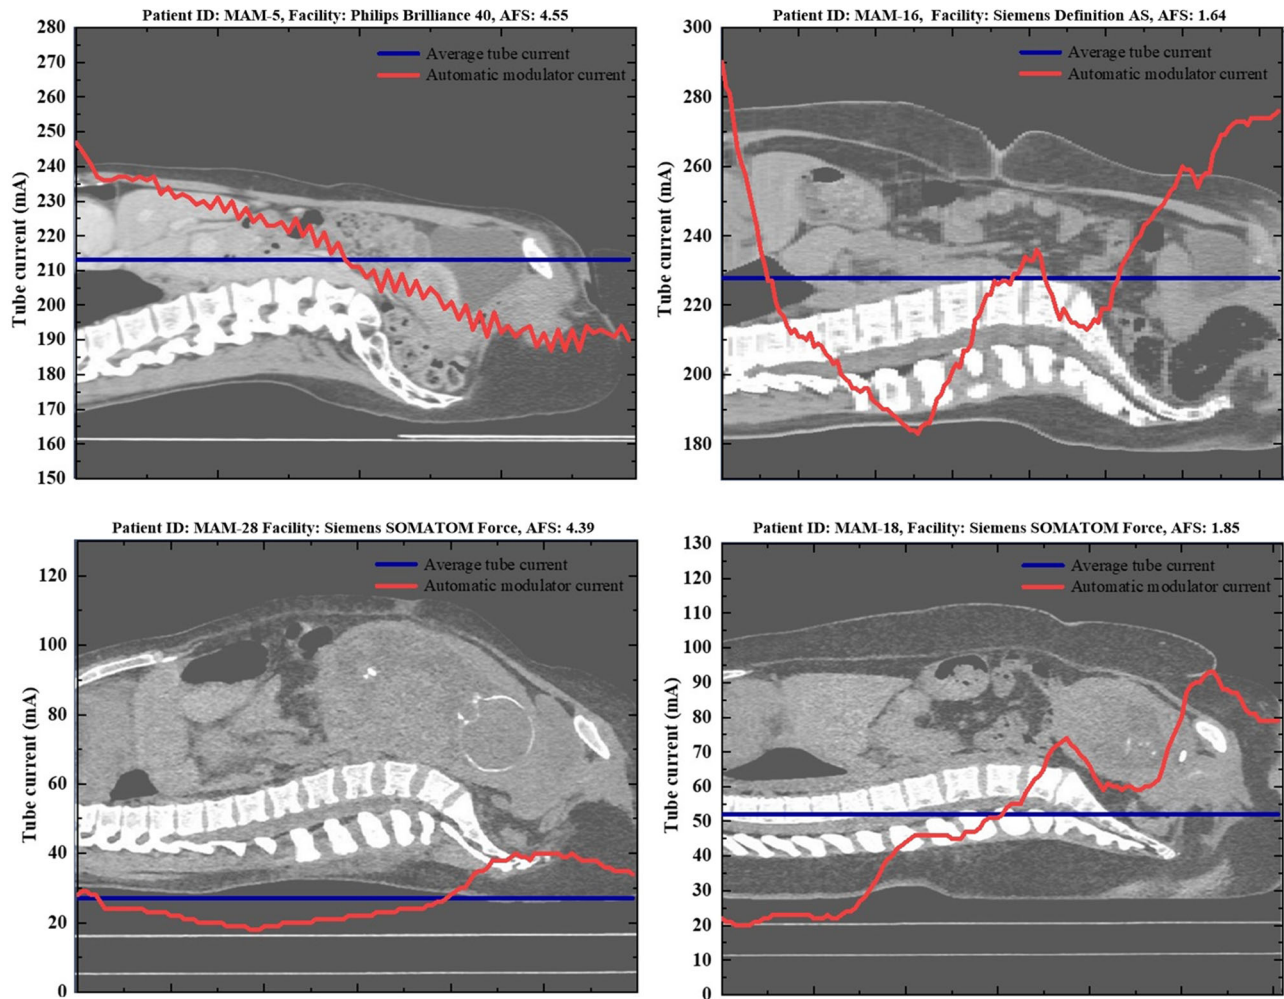 Patient ID: MAM-5, Facility: Philips Brilliance 40, AFS: 4.55
280
270
260
250
240
230
220
210
200
190
180
170
160
150
Tube current (mA)
Average tube current
Automatic modulator current
Patient ID: MAM-16, Facility: Siemens Definition AS, AFS: 1.64
300
280
260
240
220
200
180
Tube current (mA)
Average tube current
Automatic modulator current
Patient ID: MAM-28 Facility: Siemens SOMATOM Force, AFS: 4.39
120
100
80
60
40
20
0
Tube current (mA)
Average tube current
Automatic modulator current
Patient ID: MAM-18, Facility: Siemens SOMATOM Force, AFS: 1.85
130
120
110
100
90
80
70
60
50
40
30
20
10
0
Tube current (mA)
Average tube current
Automatic modulator current